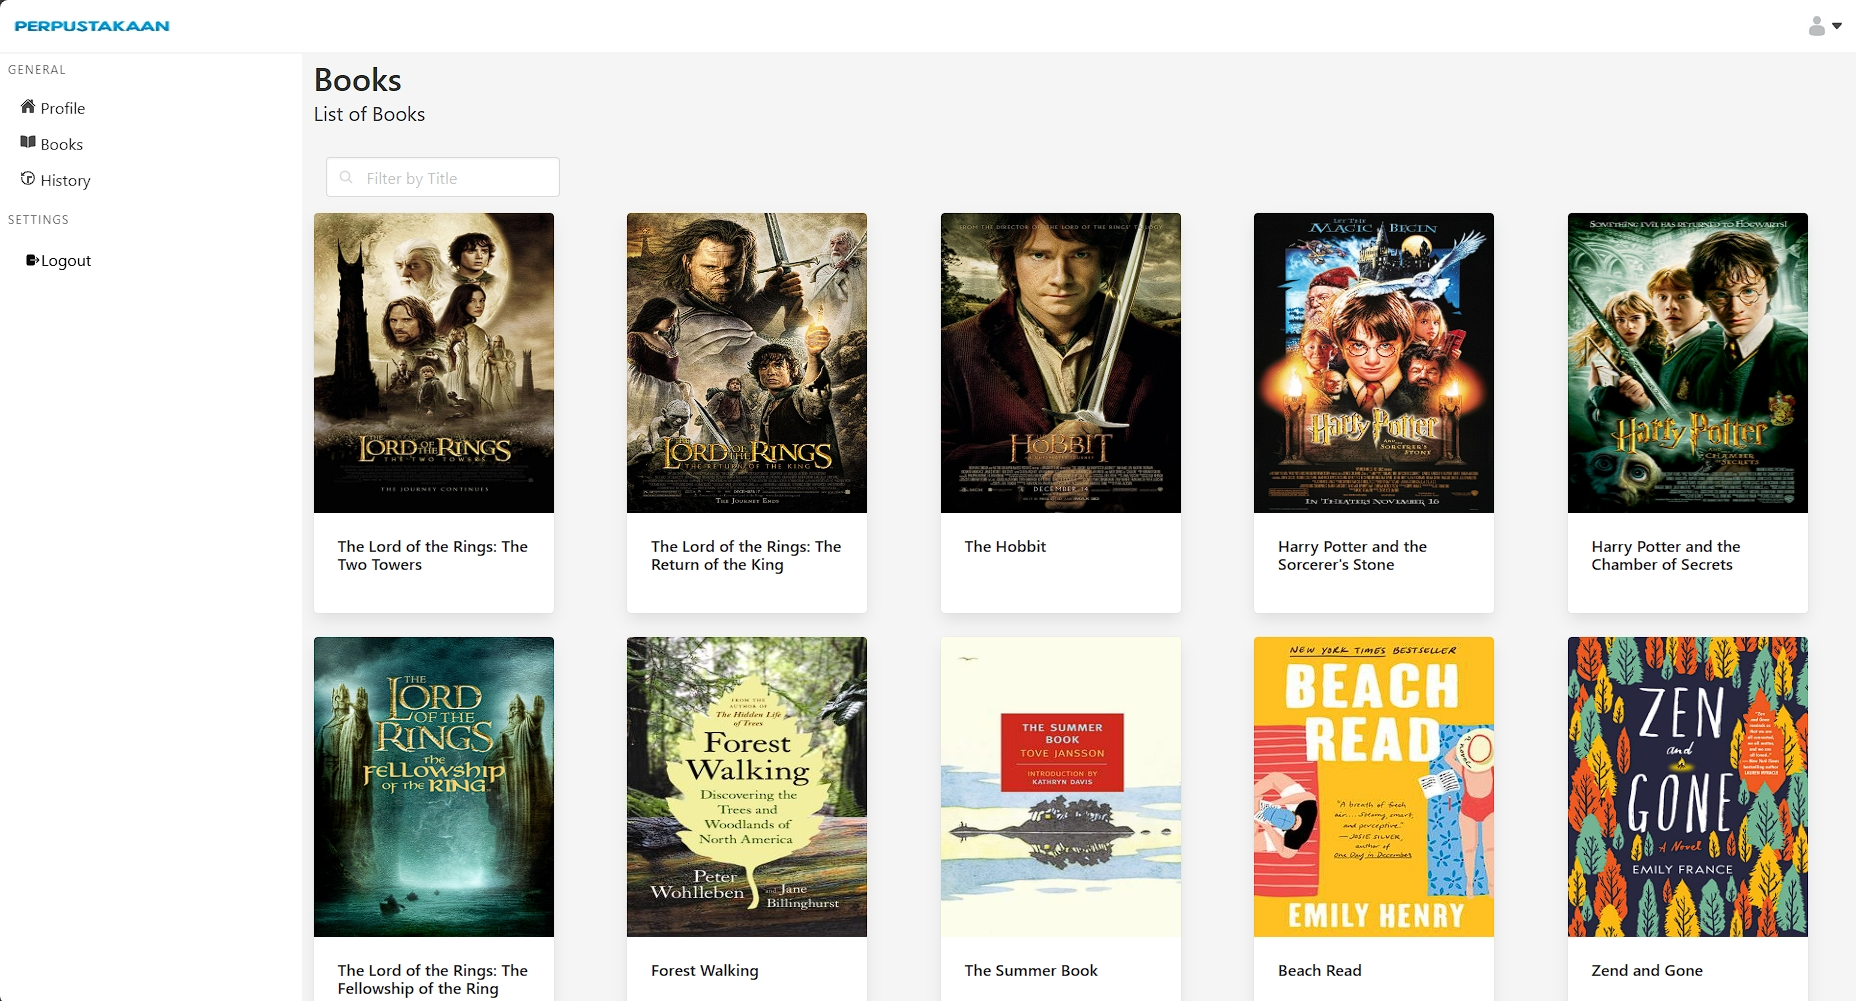 PERPUSTAKAAN
GENERAL
Profile
Books
History
SETTINGS
Logout
Books
List of Books
Filter by Title
THE
LORD OF THE RINGS
THE TWO TOWERS
THE JOURNEY CONTINUES
The Lord of the Rings: The
Two Towers
THE
LORD OF THE RINGS
THE RETURN OF THE KING
THE JOURNEY ENDS
The Lord of the Rings: The
Return of the King
FROM THE DIRECTOR OF THE LORD OF THE RINGS TRILOGY
THE
HOBBIT
DECEMBER 14
The Hobbit
LET THE
MAGIC BEGIN
Harry Potter
AND THE
SORCERER'S
STONE
IN THEATERS NOVEMBER 16
Harry Potter and the
Sorcerer's Stone
SOMETHING EVIL HAS RETURNED TO HOGWARTS!
Harry Potter
CHAMBER OF
SECRETS
Harry Potter and the
Chamber of Secrets
THE
LORD
OF THE
RINGS
THE
FELLOWSHIP
OF THE RING
The Lord of the Rings: The
Fellowship of the Ring
FROM THE
AUTHOR OF
The Hidden Life
of Trees
Forest
Walking
Discovering the
Trees and
Woodlands of
North America
Peter
Wohlleben
and Jane
Billinghurst
Forest Walking
THE SUMMER
BOOK
TOVE JANSSON
INTRODUCTION BY
KATHRYN DAVIS
The Summer Book
NEW YORK TIMES BESTSELLER
BEACH
READ
a novel
"A breath of fresh
air.... Steamy, smart,
and perceptive."
—JOSIE SILVER,
author of
One Day in December
EMILY HENRY
Beach Read
ZEN
and
GONE
A Novel
EMILY FRANCE
Zend and Gone